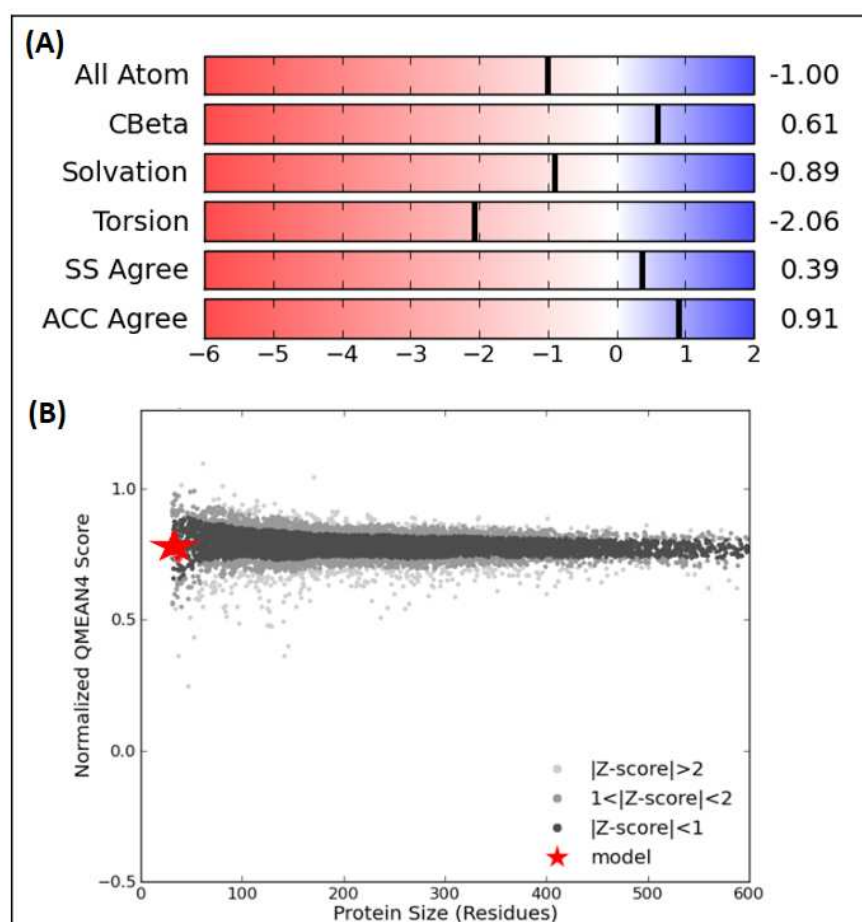 (A)
All Atom -1.00
CBeta 0.61
Solvation -0.89
Torsion -2.06
SS Agree 0.39
ACC Agree 0.91
−6 −5 −4 −3 −2 −1 0 1 2
(B)
Normalized QMEAN4 Score
1.0
0.5
0.0
−0.5
|Z-score|>2
1<|Z-score|<2
|Z-score|<1
model
0 100 200 300 400 500 600
Protein Size (Residues)